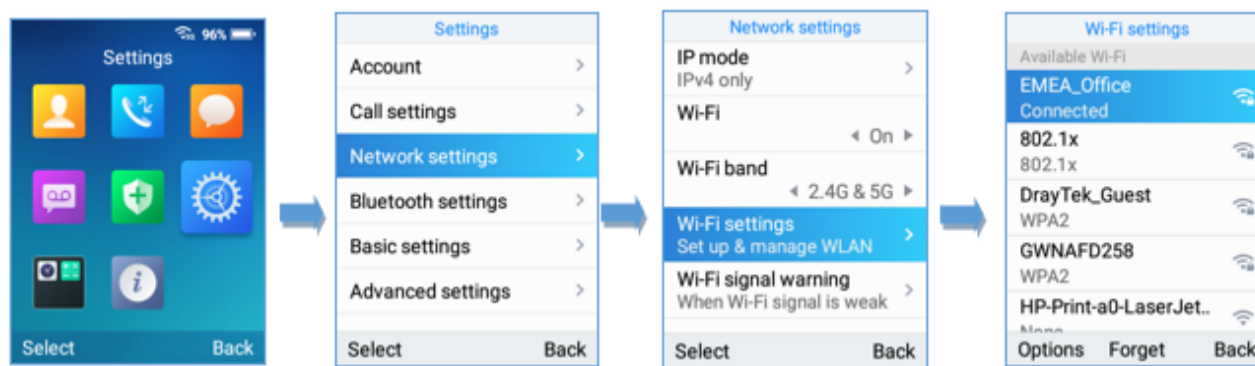 96%
Settings
Select Back
Settings
Account
Call settings
Network settings
Bluetooth settings
Basic settings
Advanced settings
Select Back
Network settings
IP mode
IPv4 only
Wi-Fi
On
Wi-Fi band
2.4G & 5G
Wi-Fi settings
Set up & manage WLAN
Wi-Fi signal warning
When Wi-Fi signal is weak
Select Back
Wi-Fi settings
Available Wi-Fi
EMEA_Office
Connected
802.1x
802.1x
DrayTek_Guest
WPA2
GWNAFD258
WPA2
HP-Print-a0-LaserJet..
None
Options Forget Back